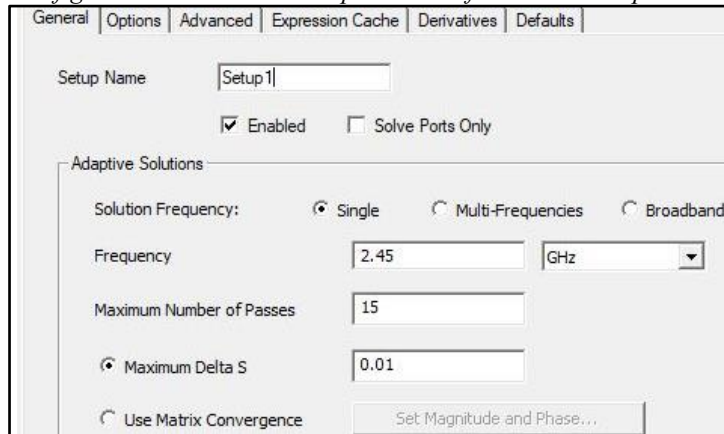 General Options Advanced Expression Cache Derivatives Defaults
Setup Name Setup1
Enabled Solve Ports Only
Adaptive Solutions
Solution Frequency: Single Multi-Frequencies Broadband
Frequency 2.45 GHz
Maximum Number of Passes 15
Maximum Delta S 0.01
Use Matrix Convergence Set Magnitude and Phase...